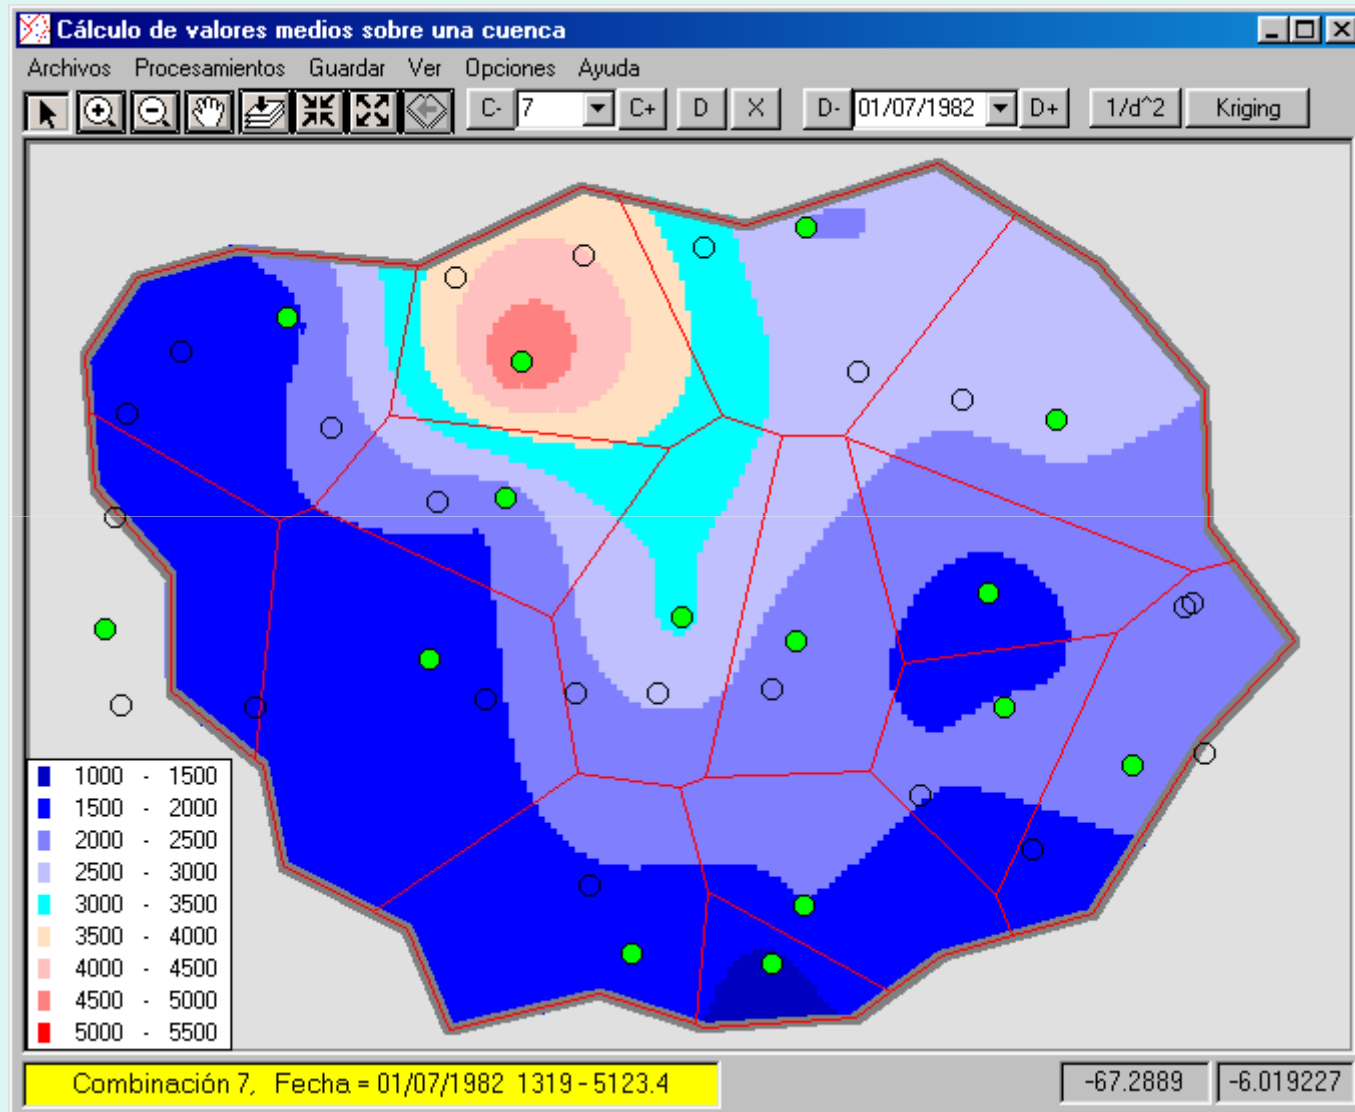 Cálculo de valores medios sobre una cuenca
Archivos Procesamientos Guardar Ver Opciones Ayuda
C- 7 C+ D X D- 01/07/1982 D+ 1/d^2 Kriging
1000 - 1500
1500 - 2000
2000 - 2500
2500 - 3000
3000 - 3500
3500 - 4000
4000 - 4500
4500 - 5000
5000 - 5500
Combinación 7, Fecha = 01/07/1982 1319 - 5123.4
-67.2889 -6.019227